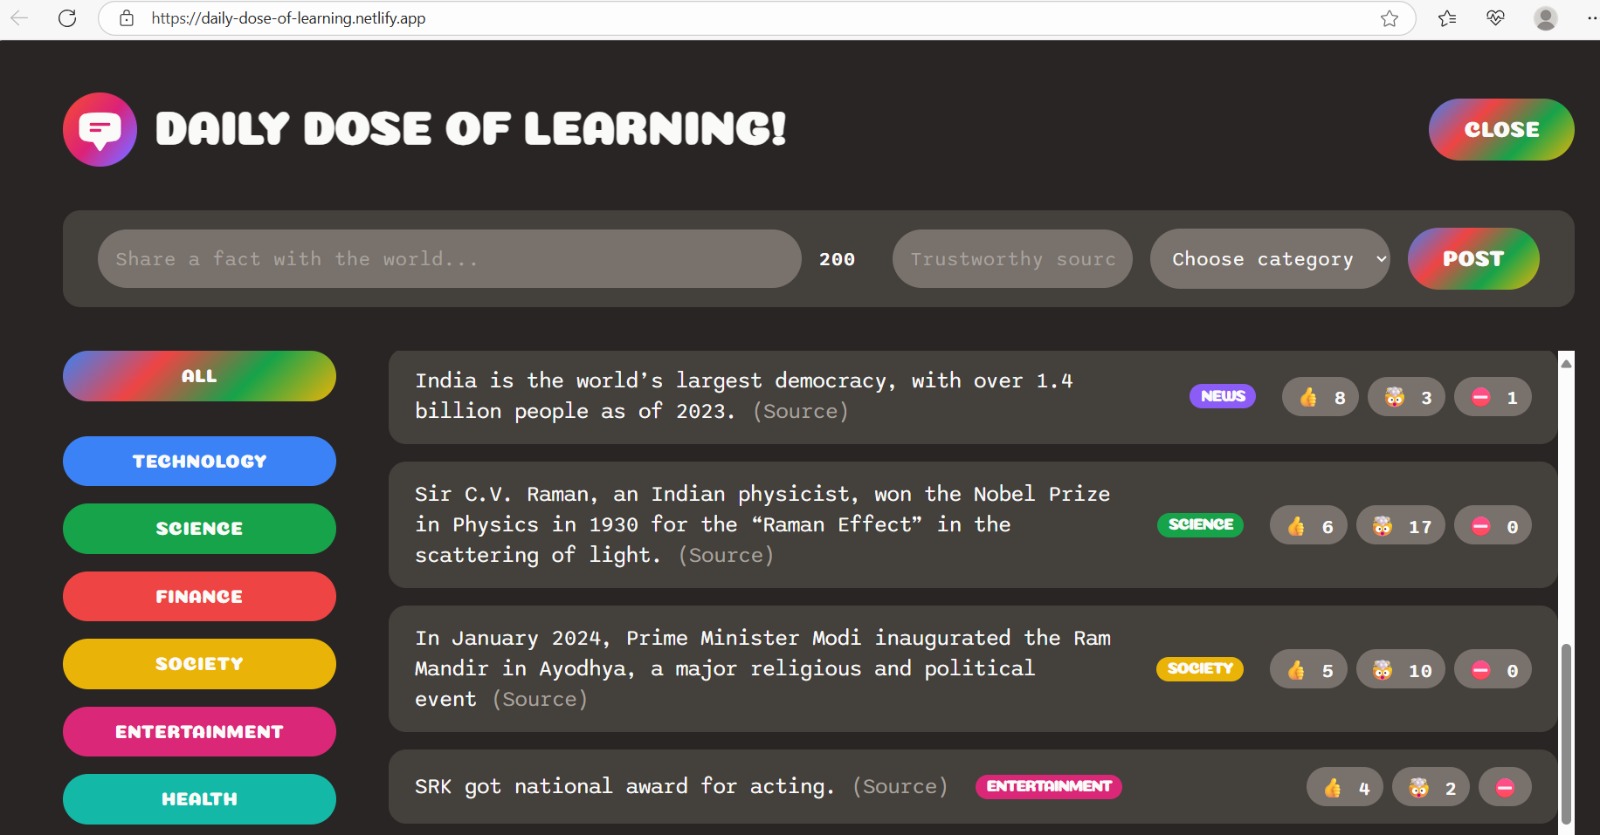 https://daily-dose-of-learning.netlify.app
DAILY DOSE OF LEARNING!
CLOSE
Share a fact with the world...
200
Trustworthy sourc
Choose category
POST
ALL
TECHNOLOGY
SCIENCE
FINANCE
SOCIETY
ENTERTAINMENT
HEALTH
India is the world’s largest democracy, with over 1.4
billion people as of 2023. (Source)
NEWS
👍 8
🤯 3
⛔ 1
Sir C.V. Raman, an Indian physicist, won the Nobel Prize
in Physics in 1930 for the “Raman Effect” in the
scattering of light. (Source)
SCIENCE
👍 6
🤯 17
⛔ 0
In January 2024, Prime Minister Modi inaugurated the Ram
Mandir in Ayodhya, a major religious and political
event (Source)
SOCIETY
👍 5
🤯 10
⛔ 0
SRK got national award for acting. (Source)
ENTERTAINMENT
👍 4
🤯 2
⛔